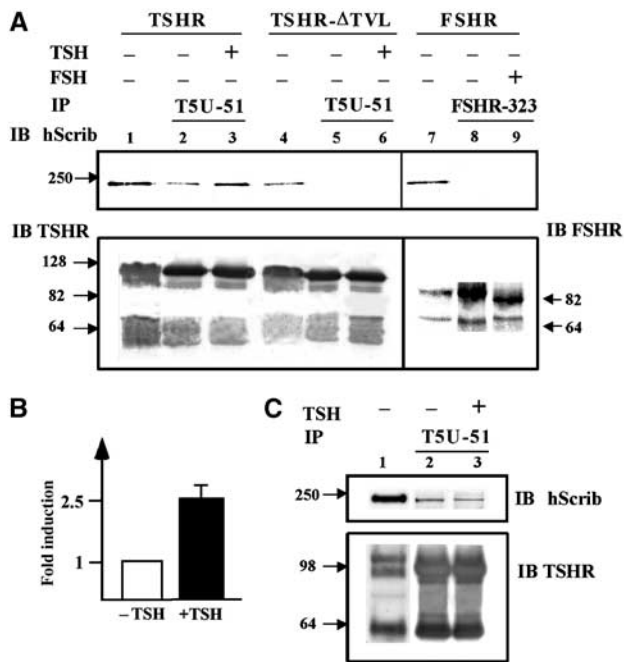 A
TSHR TSHR-ΔTVL FSHR
TSH – – + – – + – – –
FSH – – – – – – – – +
IP T5U-51 T5U-51 FSHR-323
IB hScrib 1 2 3 4 5 6 7 8 9
250
IB TSHR IB FSHR
128
82 82
64 64
B
Fold induction
2.5
1
– TSH +TSH
C
TSH – – +
IP T5U-51
1 2 3
250 IB hScrib
98 IB TSHR
64